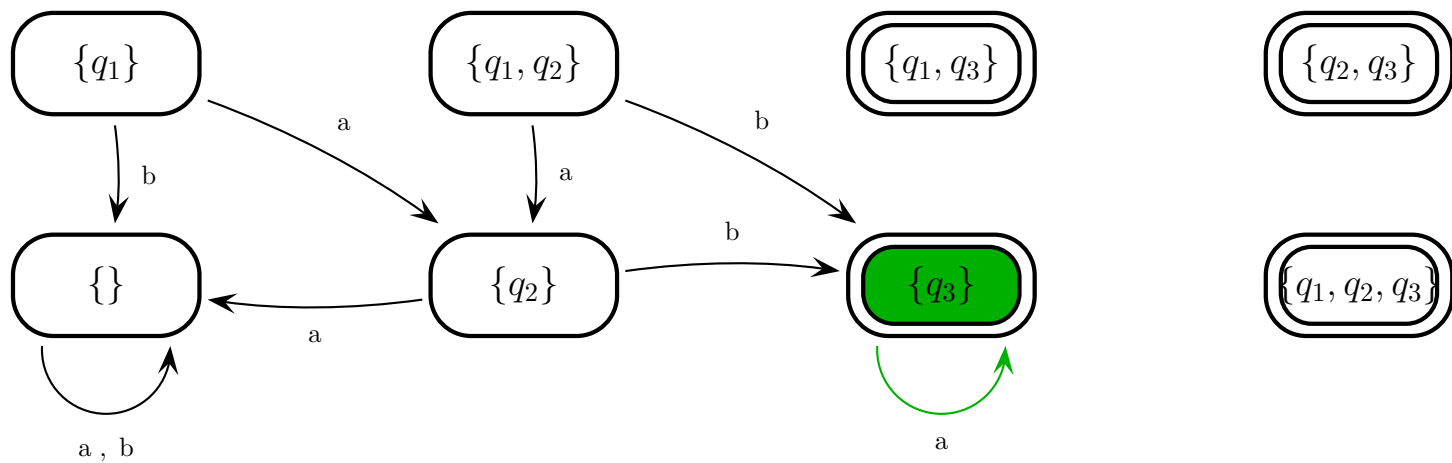 {q₁}
{q₁, q₂}
{q₁, q₃}
{q₂, q₃}
a
b
b
a
{}
{q₂}
b
{q₃}
{q₁, q₂, q₃}
a
a , b
a